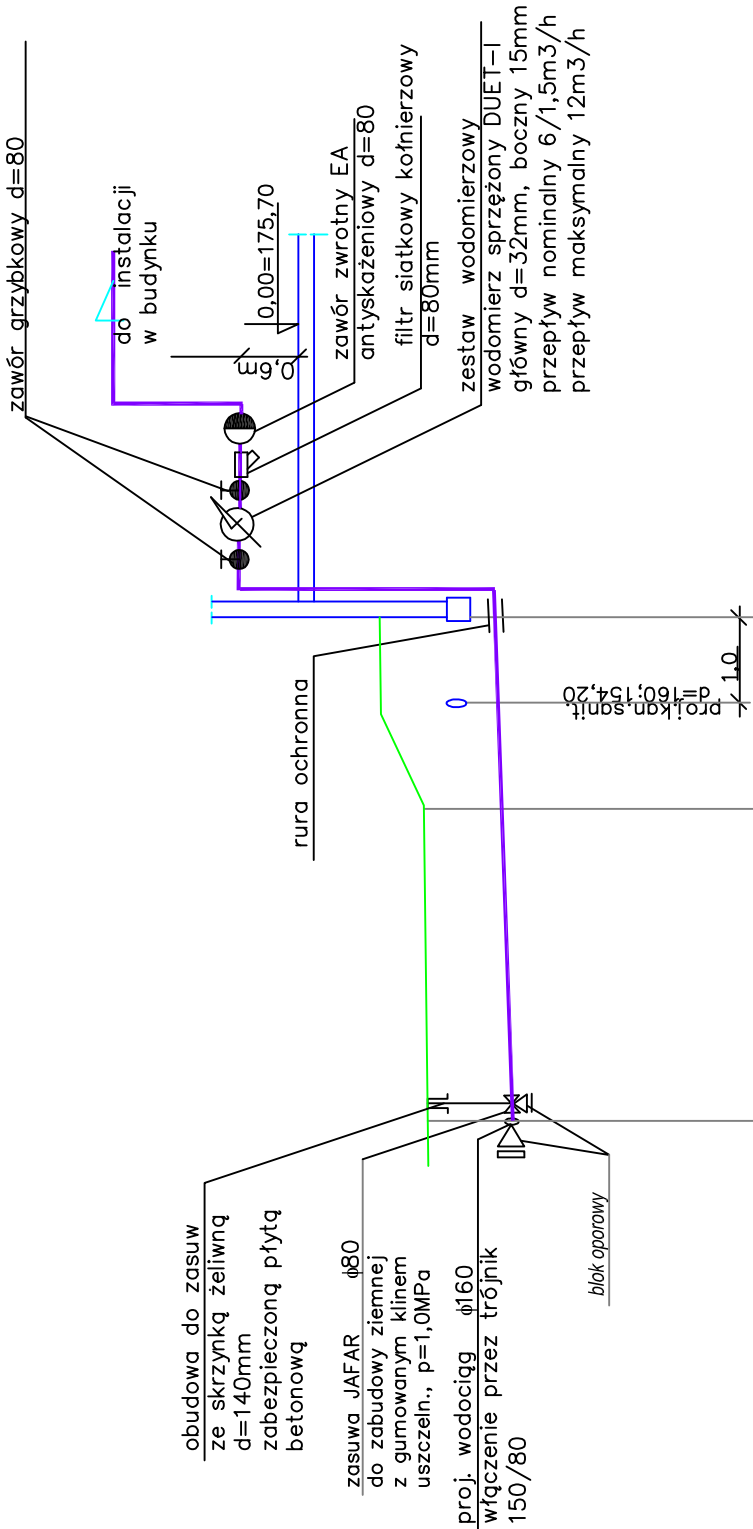 zawór grzybkowy d=80
do instalacji
w budynku
0,6m
0,00=175,70
zawór zwrotny EA
antyskażeniowy d=80
filtr siatkowy kołnierzowy
d=80mm
zestaw wodomierzowy
wodomierz sprzężony DUET-I
główny d=32mm, boczny 15mm
przepływ nominalny 6/1,5m3/h
przepływ maksymalny 12m3/h
rura ochronna
proj.kan.sanit.
d=160;154,20
1,0
obudowa do zasuw
ze skrzynką żeliwną
d=140mm
zabezpieczoną płytą
betonową
zasuwa JAFAR ϕ80
do zabudowy ziemnej
z gumowanym klinem
uszczeln., p=1,0MPa
proj. wodociąg ϕ160
włączenie przez trójnik
150/80
blok oporowy